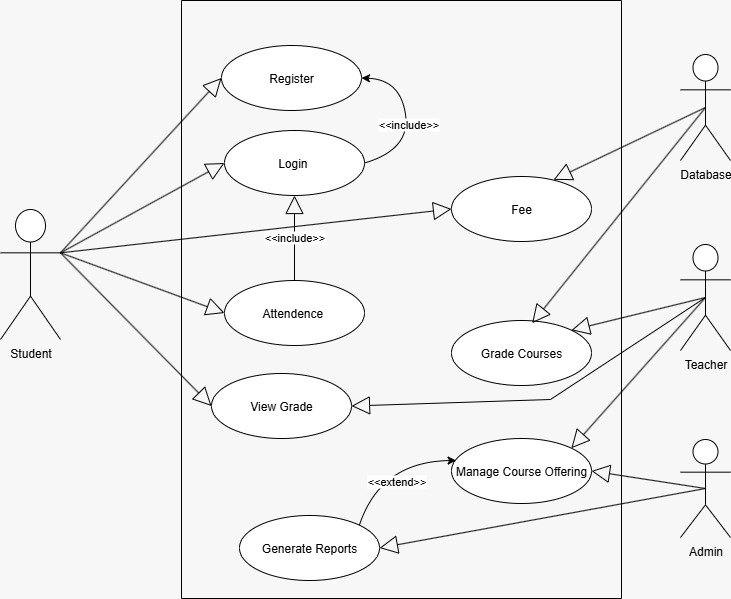 Register
<<include>>
Login
Database
Fee
<<include>>
Attendence
Student
Grade Courses
Teacher
View Grade
Manage Course Offering
<<extend>>
Generate Reports
Admin